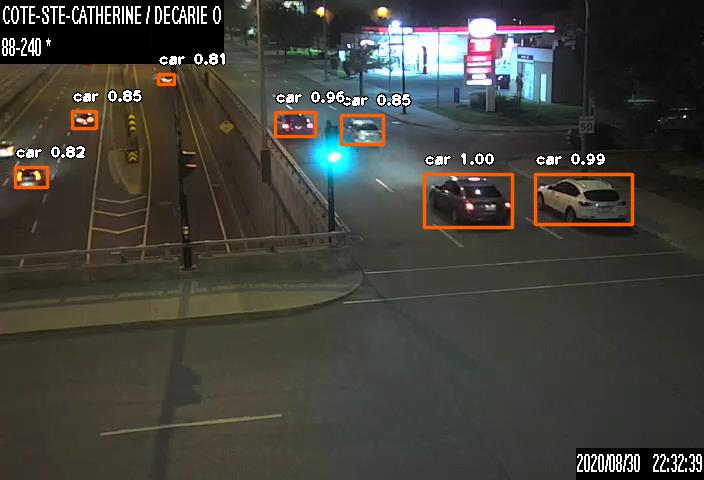 COTE-STE-CATHERINE / DECARIE O
88-240 *
car 0.81
car 0.85
car 0.96
car 0.85
car 0.82
car 1.00
car 0.99
50
2020/08/30 22:32:39